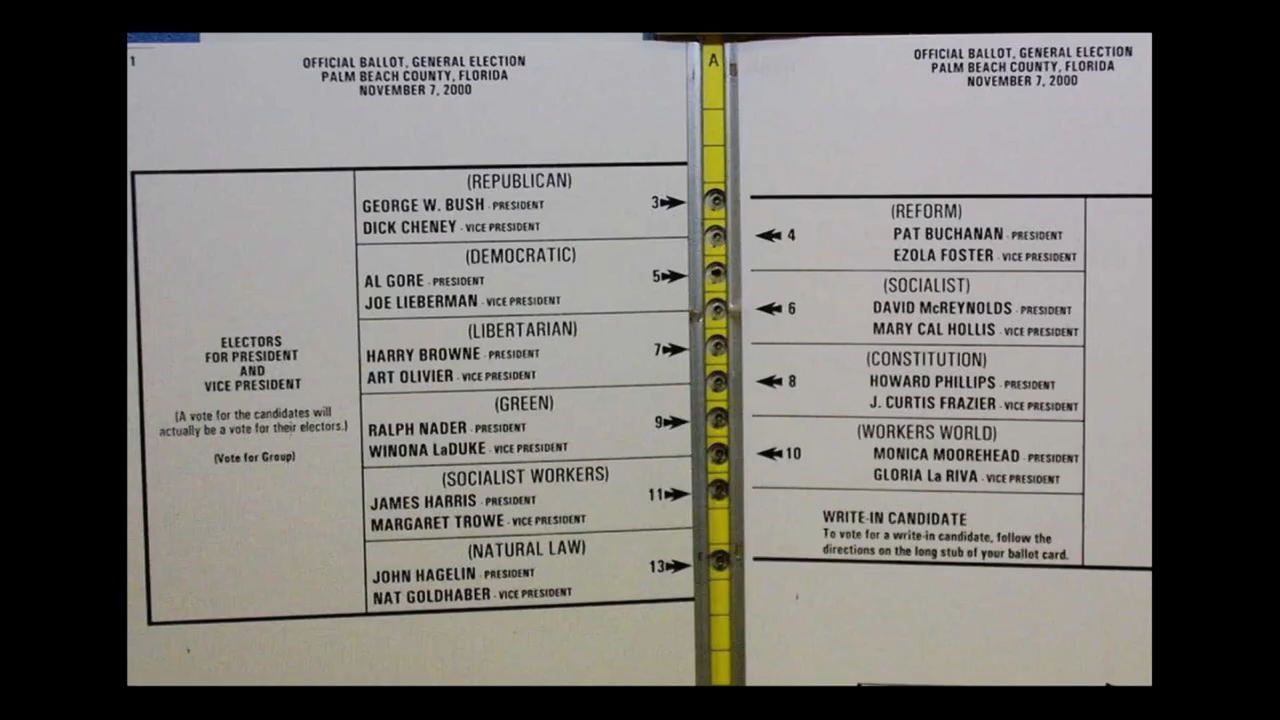 1
OFFICIAL BALLOT, GENERAL ELECTION
PALM BEACH COUNTY, FLORIDA
NOVEMBER 7, 2000
ELECTORS
FOR PRESIDENT
AND
VICE PRESIDENT
(A vote for the candidates will
actually be a vote for their electors.)
(Vote for Group)
(REPUBLICAN)
GEORGE W. BUSH - PRESIDENT
DICK CHENEY - VICE PRESIDENT
3
(DEMOCRATIC)
AL GORE - PRESIDENT
JOE LIEBERMAN - VICE PRESIDENT
5
(LIBERTARIAN)
HARRY BROWNE - PRESIDENT
ART OLIVIER - VICE PRESIDENT
7
(GREEN)
RALPH NADER - PRESIDENT
WINONA LaDUKE - VICE PRESIDENT
9
(SOCIALIST WORKERS)
JAMES HARRIS - PRESIDENT
MARGARET TROWE - VICE PRESIDENT
11
(NATURAL LAW)
JOHN HAGELIN - PRESIDENT
NAT GOLDHABER - VICE PRESIDENT
13
A
OFFICIAL BALLOT, GENERAL ELECTION
PALM BEACH COUNTY, FLORIDA
NOVEMBER 7, 2000
(REFORM)
4 PAT BUCHANAN - PRESIDENT
EZOLA FOSTER - VICE PRESIDENT
(SOCIALIST)
6 DAVID McREYNOLDS - PRESIDENT
MARY CAL HOLLIS - VICE PRESIDENT
(CONSTITUTION)
8 HOWARD PHILLIPS - PRESIDENT
J. CURTIS FRAZIER - VICE PRESIDENT
(WORKERS WORLD)
10 MONICA MOOREHEAD - PRESIDENT
GLORIA La RIVA - VICE PRESIDENT
WRITE-IN CANDIDATE
To vote for a write-in candidate, follow the
directions on the long stub of your ballot card.